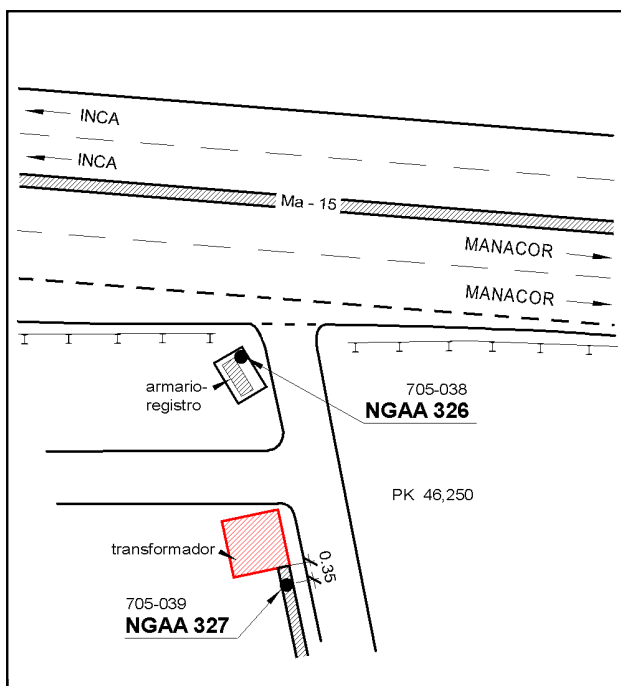 INCA
INCA
Ma - 15
MANACOR
MANACOR
armario-
registro
705-038
NGAA 326
PK 46,250
transformador
0.35
705-039
NGAA 327